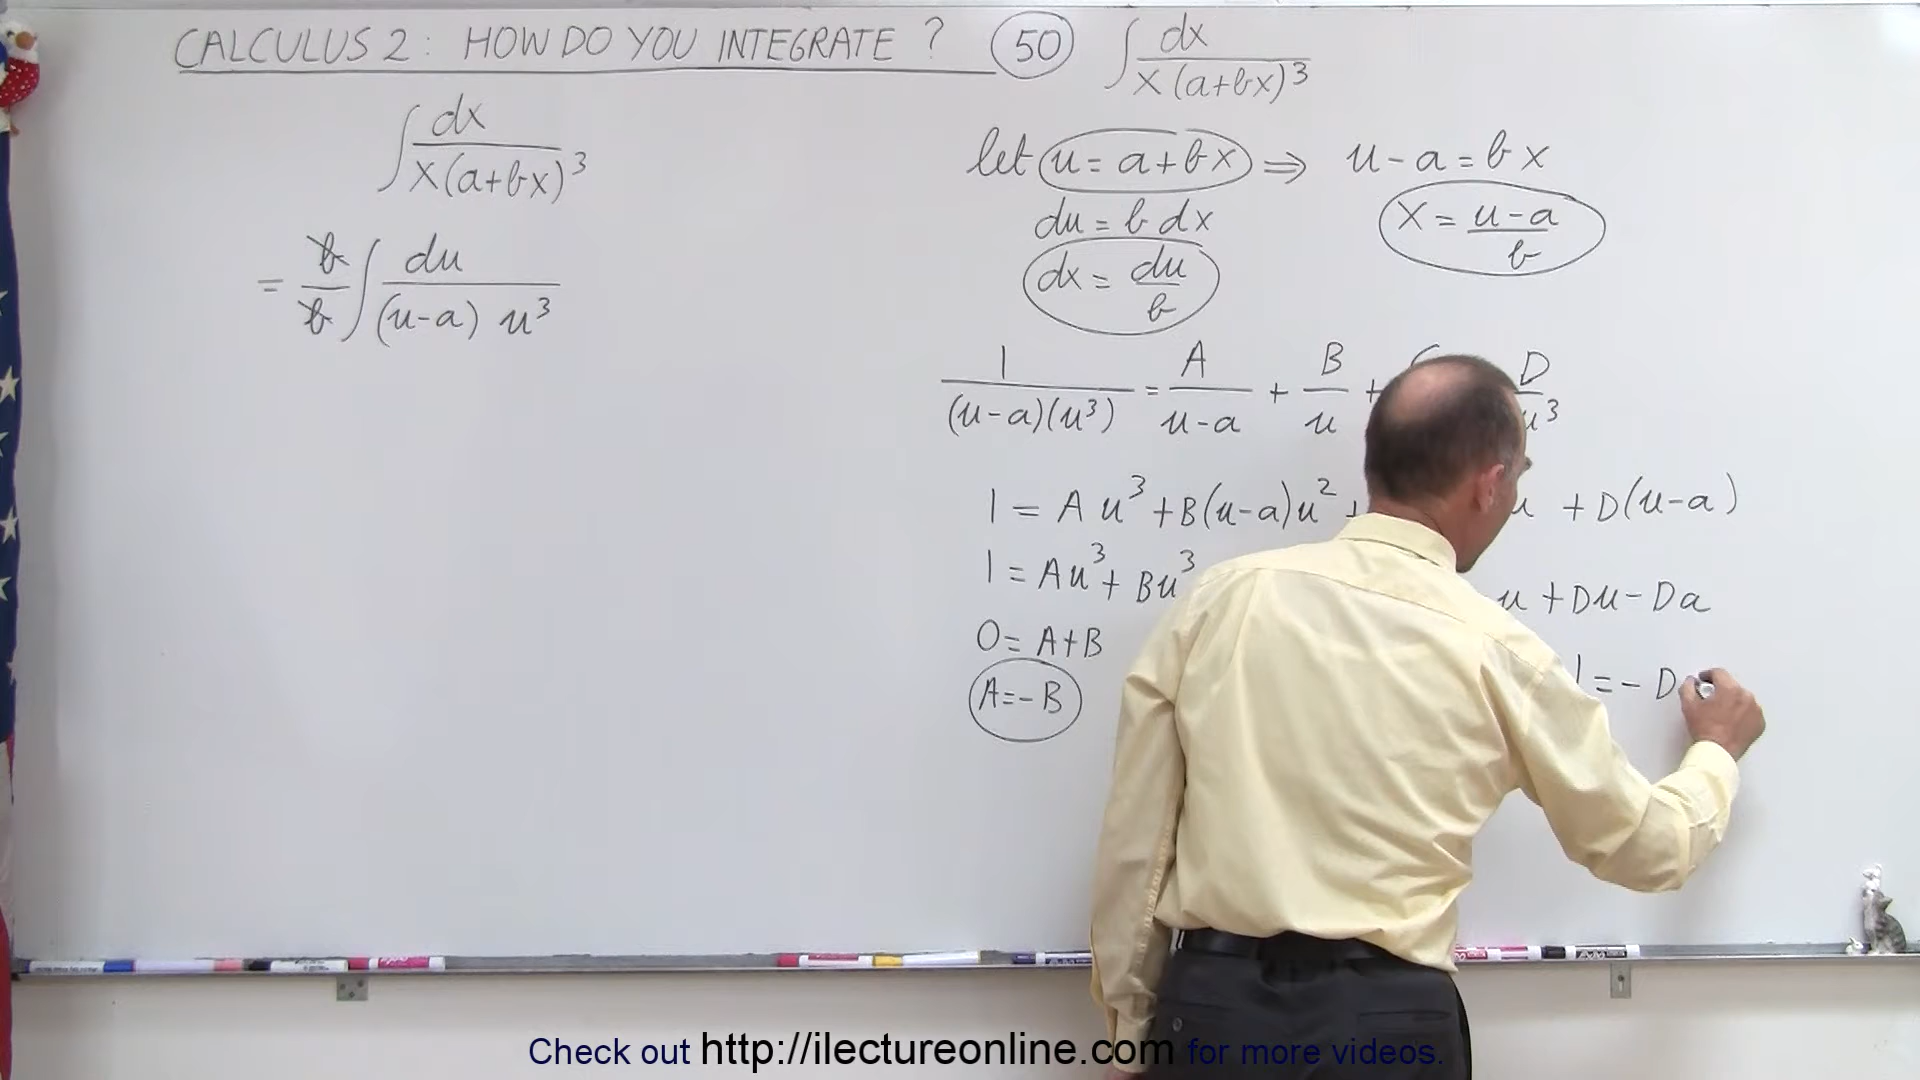 CALCULUS 2: HOW DO YOU INTEGRATE? 50 ∫ dx / x(a+bx)³
∫ dx / x(a+bx)³
= b/b ∫ du / (u-a) u³
let u = a+bx ⇒ u-a = bx
du = b dx
x = u-a / b
dx = du / b
1 / (u-a)(u³) = A / u-a + B / u + D / u³
1 = Au³ + B(u-a)u² + u + D(u-a)
1 = Au³ + Bu³ u + Du - Da
0 = A+B
1 = - D
A = -B
Check out http://ilectureonline.com for more videos.